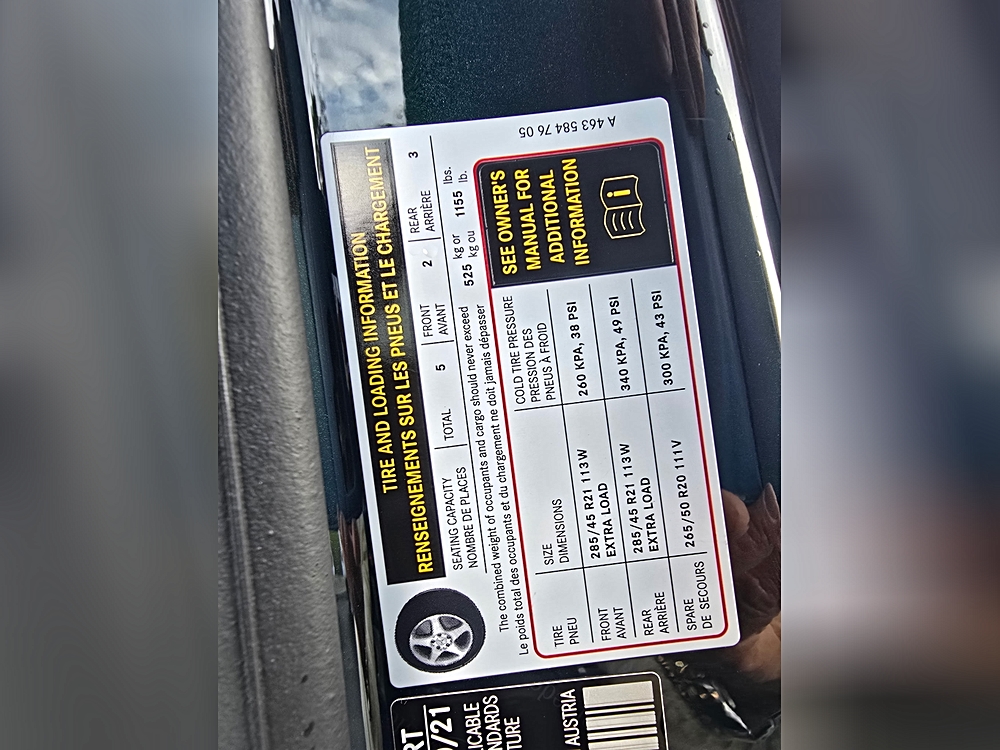 TIRE AND LOADING INFORMATION
RENSEIGNEMENTS SUR LES PNEUS ET LE CHARGEMENT
SEATING CAPACITY TOTAL 5 FRONT 2 REAR 3
NOMBRE DE PLACES AVANT ARRIÈRE
The combined weight of occupants and cargo should never exceed 525 kg or 1155 lbs.
Le poids total des occupants et du chargement ne doit jamais dépasser kg ou lb.
TIRE SIZE COLD TIRE PRESSURE
PNEU DIMENSIONS PRESSION DES
PNEUS À FROID
FRONT 285/45 R21 113W 260 KPA, 38 PSI
AVANT EXTRA LOAD
REAR 285/45 R21 113W 340 KPA, 49 PSI
ARRIÈRE EXTRA LOAD
SPARE 265/50 R20 111V 300 KPA, 43 PSI
DE SECOURS
SEE OWNER'S
MANUAL FOR
ADDITIONAL
INFORMATION
A 463 584 76 05
/21
AUSTRIA